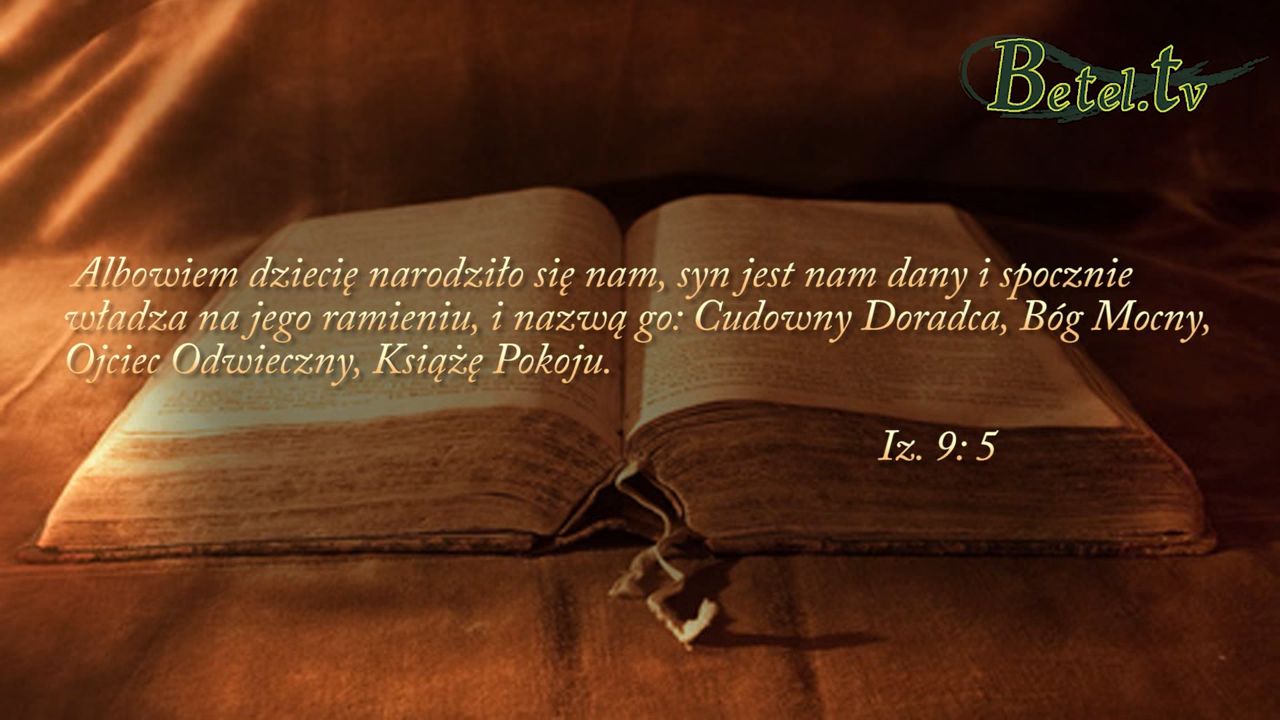 Betel.tv
Albowiem dziecię narodziło się nam, syn jest nam dany i spocznie
władza na jego ramieniu, i nazwą go: Cudowny Doradca, Bóg Mocny,
Ojciec Odwieczny, Książę Pokoju.
Iz. 9: 5